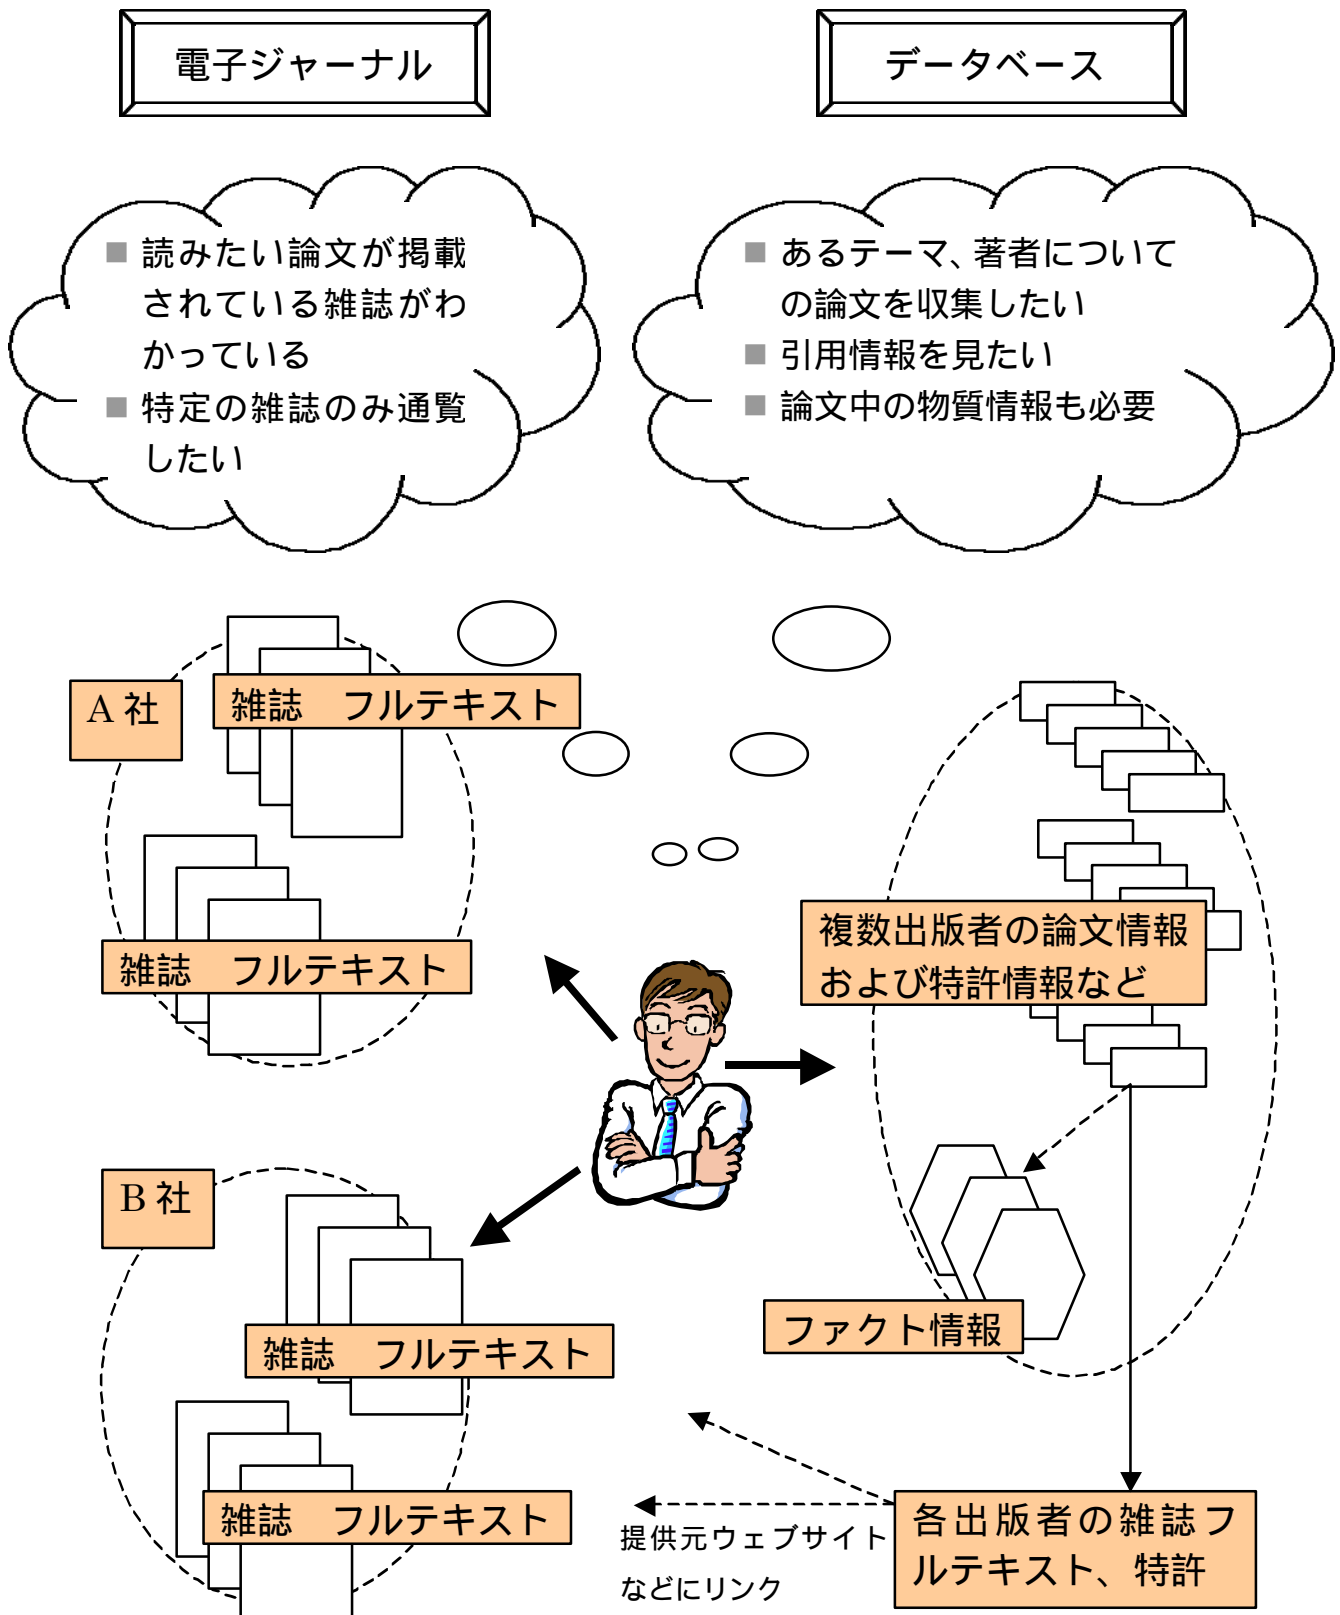 電子ジャーナル
データベース
■ 読みたい論文が掲載
されている雑誌がわ
かっている
■ 特定の雑誌のみ通覧
したい
■ あるテーマ、著者について
の論文を収集したい
■ 引用情報を見たい
■ 論文中の物質情報も必要
A 社
雑誌　フルテキスト
雑誌　フルテキスト
複数出版者の論文情報
および特許情報など
B 社
雑誌　フルテキスト
ファクト情報
雑誌　フルテキスト
提供元ウェブサイト
などにリンク
各出版者の雑誌フ
ルテキスト、特許